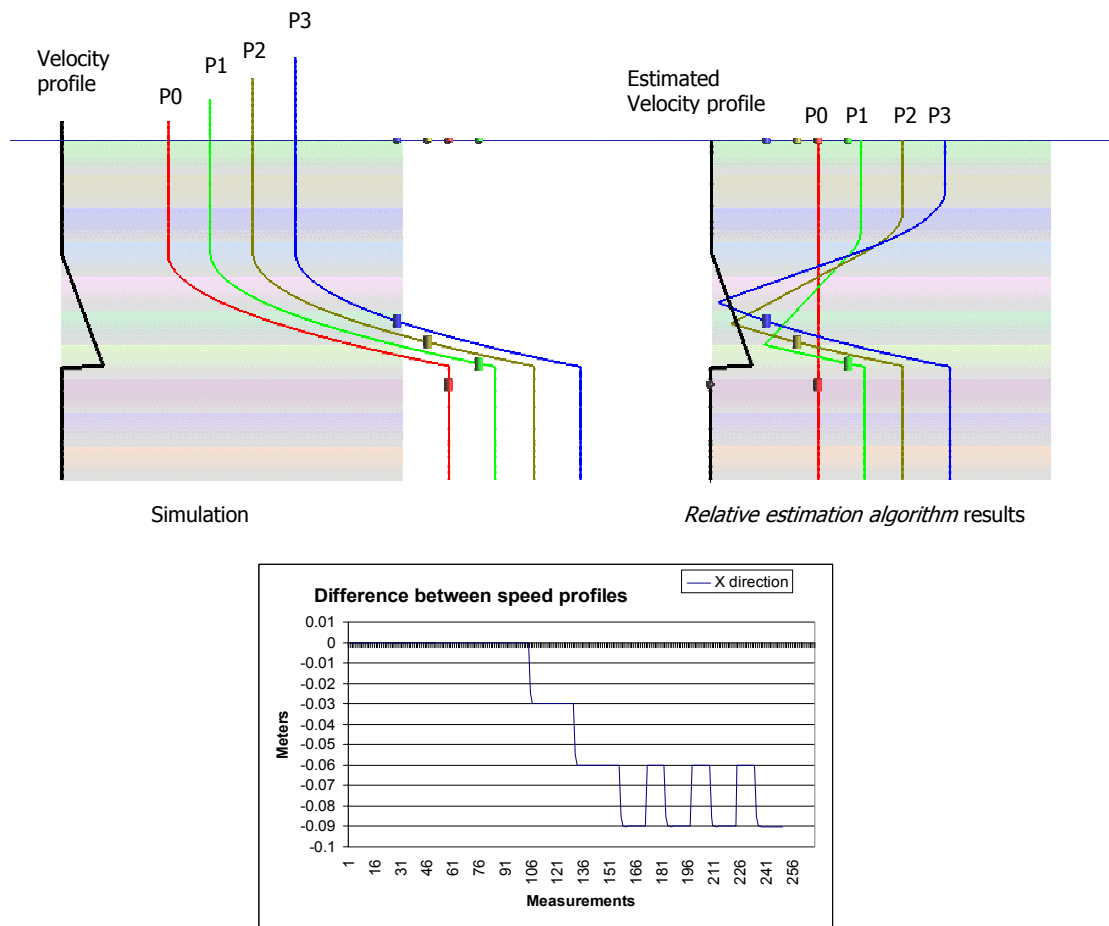 Velocity
profile
P0
P1
P2
P3
Estimated
Velocity profile
P0
P1
P2
P3
Simulation
Relative estimation algorithm results
Difference between speed profiles
X direction
Meters
0.01
0
-0.01
-0.02
-0.03
-0.04
-0.05
-0.06
-0.07
-0.08
-0.09
-0.1
1
16
31
46
61
76
91
106
121
136
151
166
181
196
211
226
241
256
Measurements